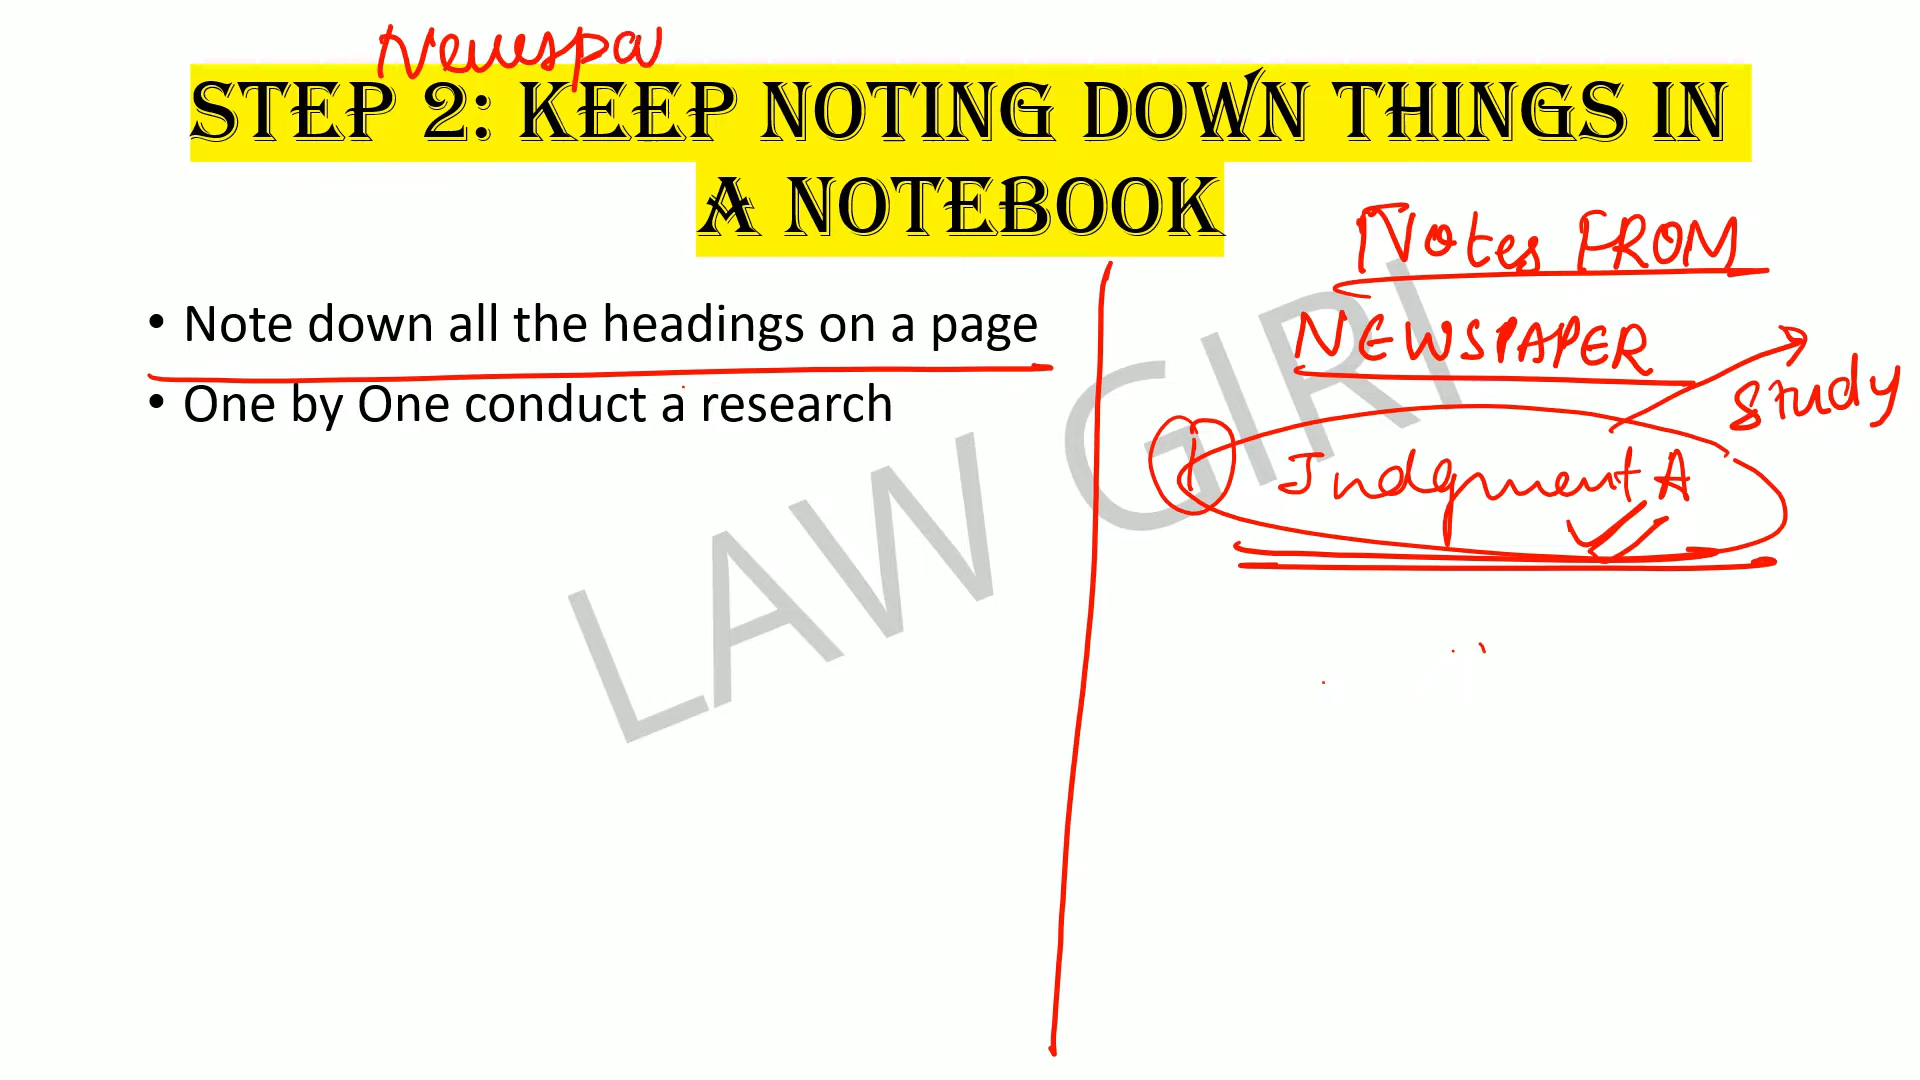 Newspa
STEP 2: KEEP NOTING DOWN THINGS IN
A NOTEBOOK
• Note down all the headings on a page
• One by One conduct a research
Notes FROM
NEWSPAPER
Study
1 Judgment A
LAW GIRI